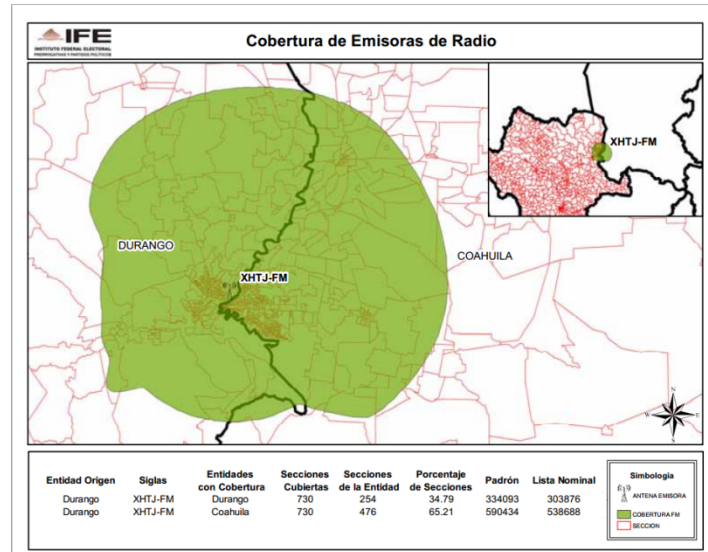 IFE
INSTITUTO FEDERAL ELECTORAL
PRERROGATIVAS Y PARTIDOS POLÍTICOS
Cobertura de Emisoras de Radio
XHTJ-FM
DURANGO
COAHUILA
XHTJ-FM
N
W E
S
Entidad Origen Siglas Entidades con Cobertura Secciones Cubiertas Secciones de la Entidad Porcentaje de Secciones Padrón Lista Nominal
Durango XHTJ-FM Durango 730 254 34.79 334093 303876
Durango XHTJ-FM Coahuila 730 476 65.21 590434 538688
Simbología
ANTENA EMISORA
COBERTURA FM
SECCION